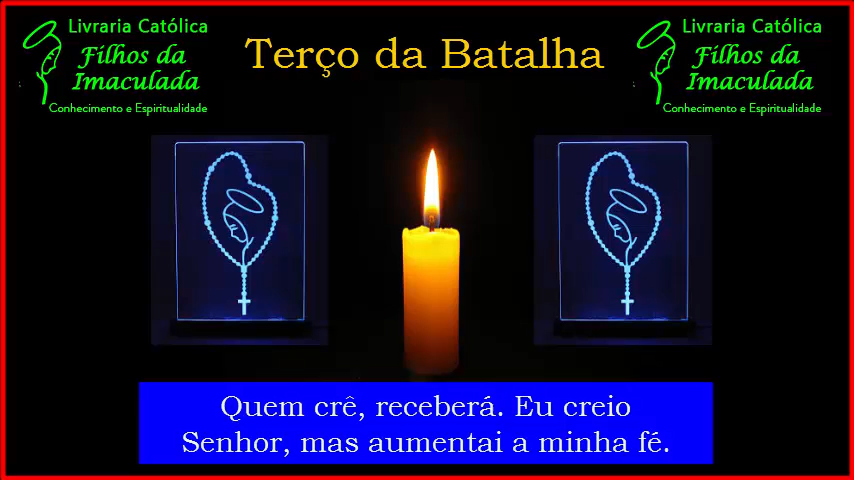 Livraria Católica
Filhos da
Imaculada
Conhecimento e Espiritualidade
Terço da Batalha
Livraria Católica
Filhos da
Imaculada
Conhecimento e Espiritualidade
Quem crê, receberá. Eu creio
Senhor, mas aumentai a minha fé.